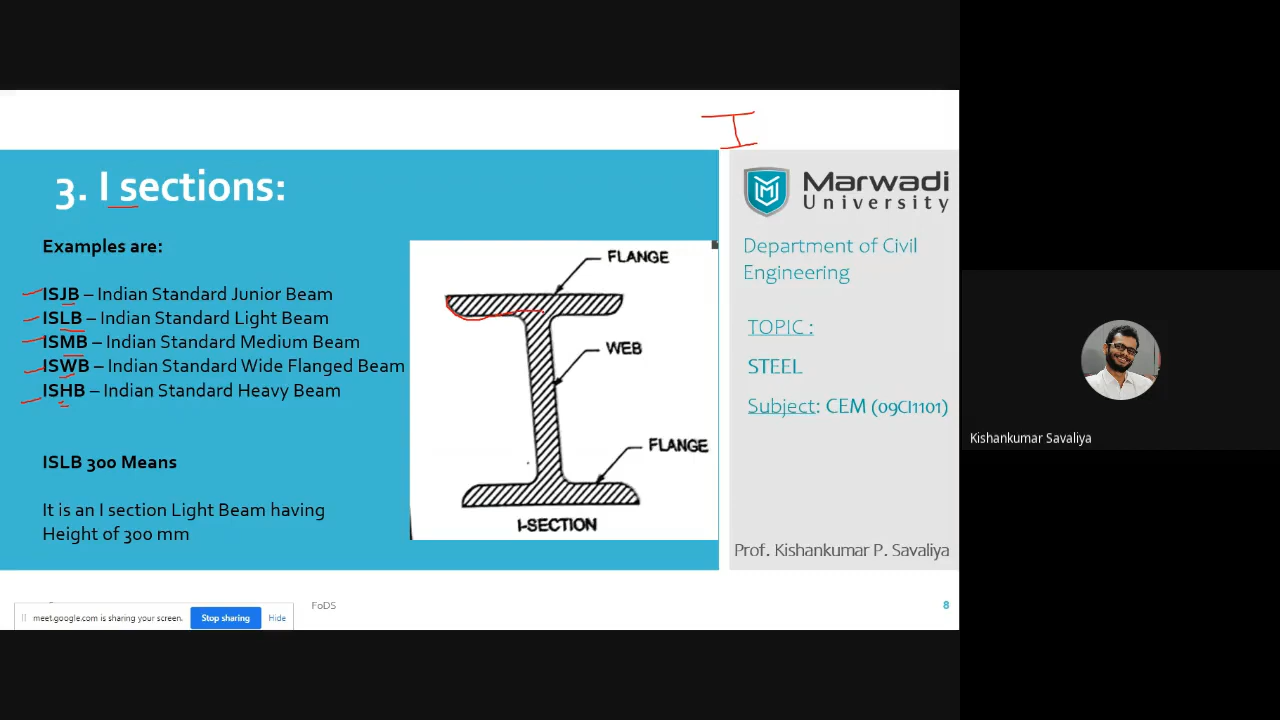 I
3. I sections:
Examples are:
ISJB – Indian Standard Junior Beam
ISLB – Indian Standard Light Beam
ISMB – Indian Standard Medium Beam
ISWB – Indian Standard Wide Flanged Beam
ISHB – Indian Standard Heavy Beam
ISLB 300 Means
It is an I section Light Beam having
Height of 300 mm
FLANGE
WEB
FLANGE
I-SECTION
Marwadi
University
Department of Civil
Engineering
TOPIC :
STEEL
Subject: CEM (09CI1101)
Prof. Kishankumar P. Savaliya
FoDS
8
meet.google.com is sharing your screen.
Stop sharing
Hide
Kishankumar Savaliya